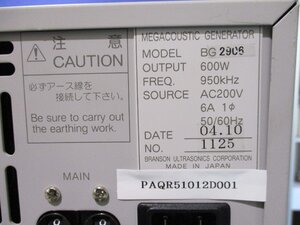 注意
CAUTION
必ずアース線を
接続して下さい。
Be sure to carry out
the earthing work.
MAIN
MEGACOUSTIC GENERATOR
MODEL BG 2906
OUTPUT 600W
FREQ. 950kHz
SOURCE AC200V
6A 1φ
50/60Hz
DATE 04.10
NO. 1125
BRANSON ULTRASONICS CORPORATION
MADE IN JAPAN
PAQR51012D001